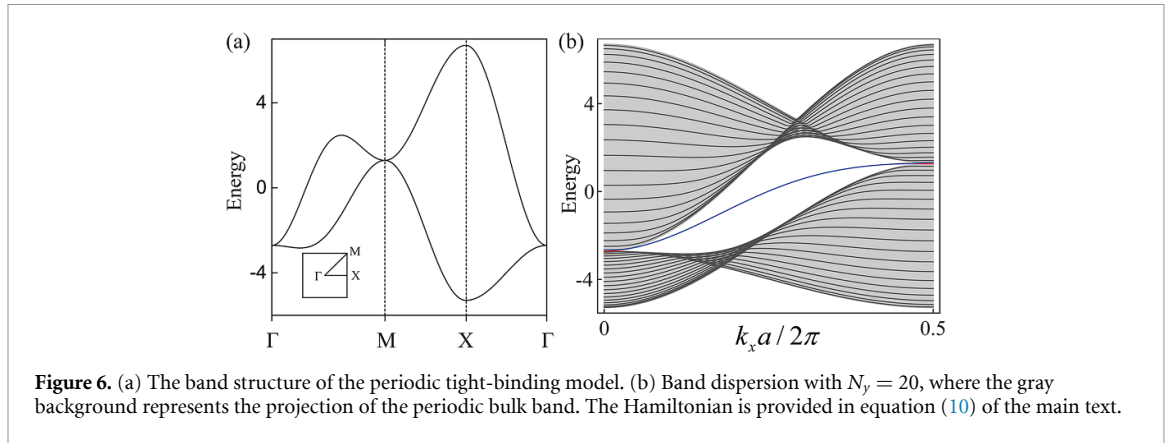 (a)
4
0
-4
Energy
M
Γ X
Γ M X Γ
(b)
4
0
-4
Energy
0 0.5
kₓa/2π
Figure 6. (a) The band structure of the periodic tight-binding model. (b) Band dispersion with Nᵧ = 20, where the gray
background represents the projection of the periodic bulk band. The Hamiltonian is provided in equation (10) of the main text.